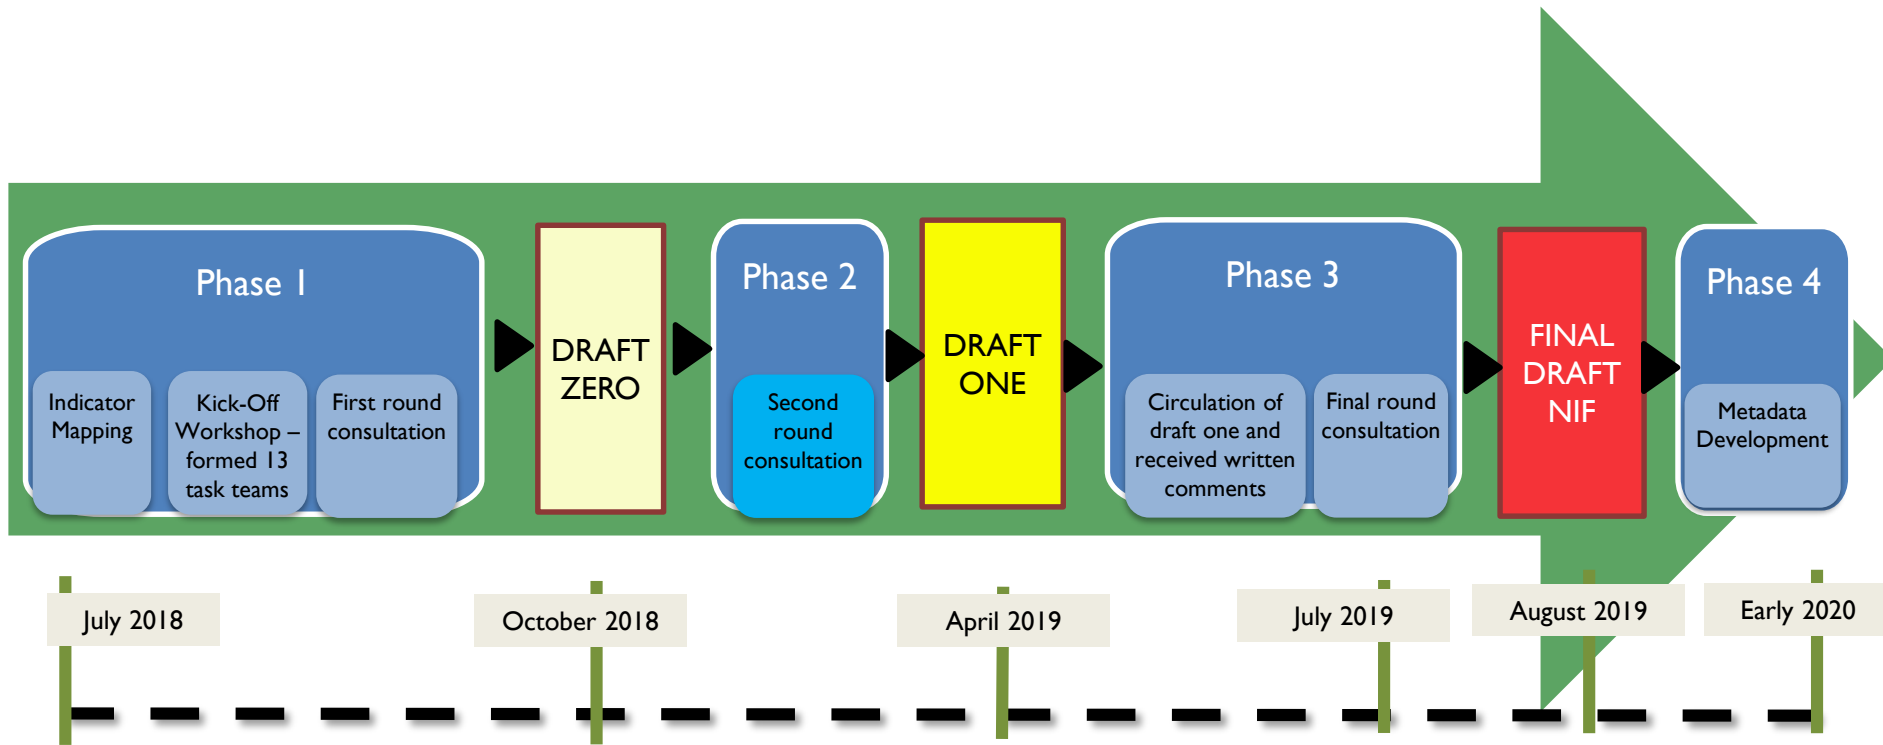 Phase 1
Indicator
Mapping
Kick-Off
Workshop –
formed 13
task teams
First round
consultation
DRAFT
ZERO
Phase 2
Second
round
consultation
DRAFT
ONE
Phase 3
Circulation of
draft one and
received written
comments
Final round
consultation
FINAL
DRAFT
NIF
Phase 4
Metadata
Development
July 2018
October 2018
April 2019
July 2019
August 2019
Early 2020